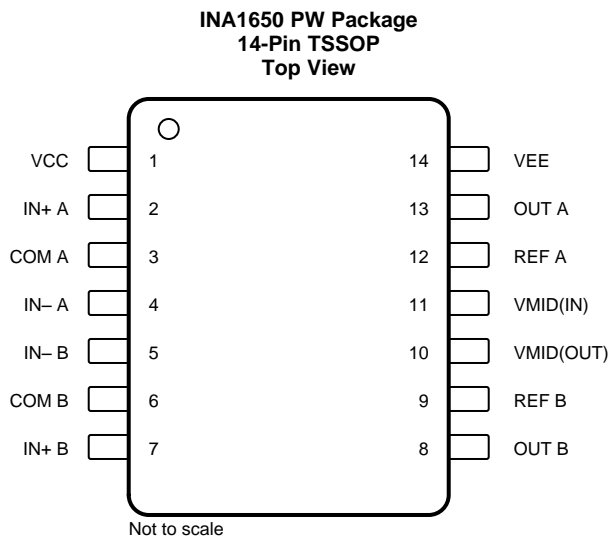 INA1650 PW Package
14-Pin TSSOP
Top View
VCC 1 14 VEE
IN+ A 2 13 OUT A
COM A 3 12 REF A
IN– A 4 11 VMID(IN)
IN– B 5 10 VMID(OUT)
COM B 6 9 REF B
IN+ B 7 8 OUT B
Not to scale